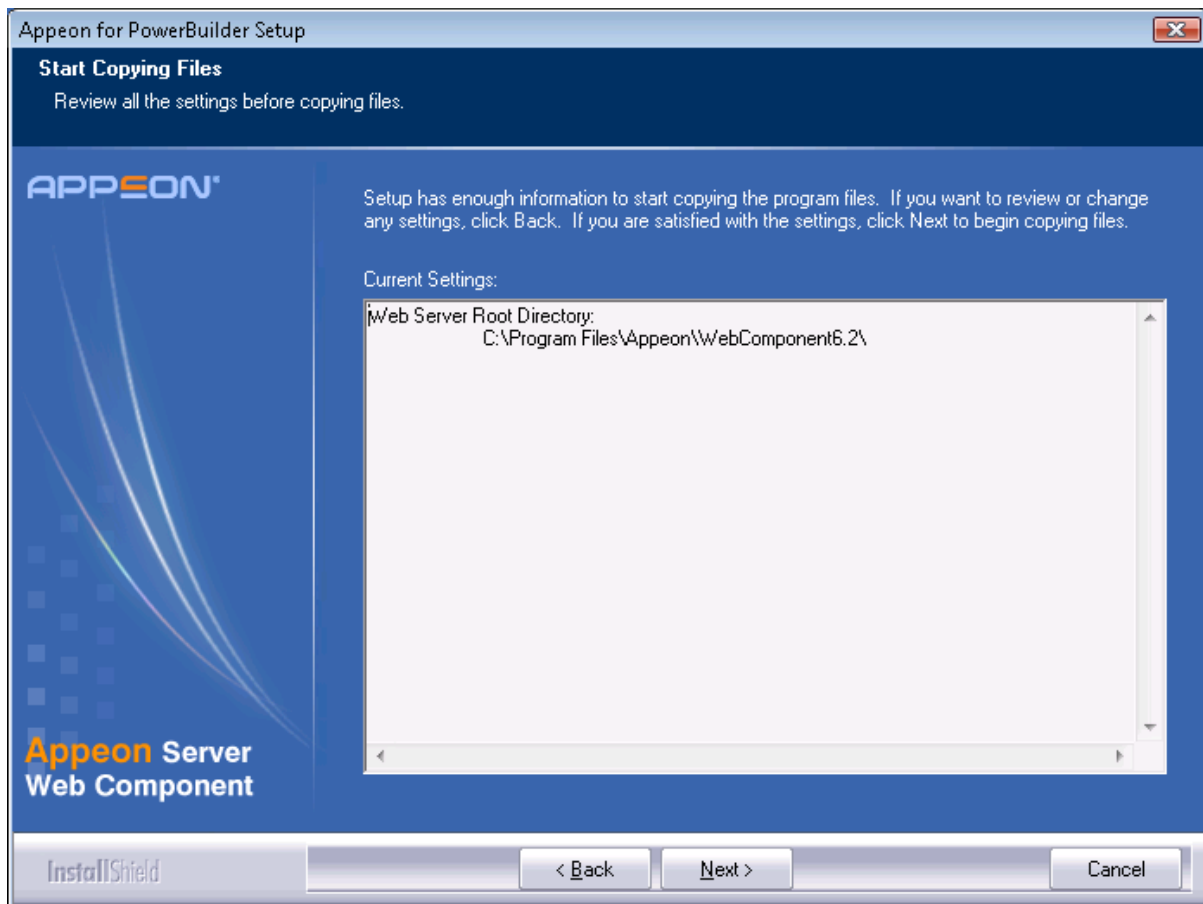 Appeon for PowerBuilder Setup
Start Copying Files
Review all the settings before copying files.
APPEON®
Setup has enough information to start copying the program files. If you want to review or change
any settings, click Back. If you are satisfied with the settings, click Next to begin copying files.
Current Settings:
Web Server Root Directory:
C:\Program Files\Appeon\\WebComponent6.2\
Appeon Server
Web Component
InstallShield
< Back
Next >
Cancel